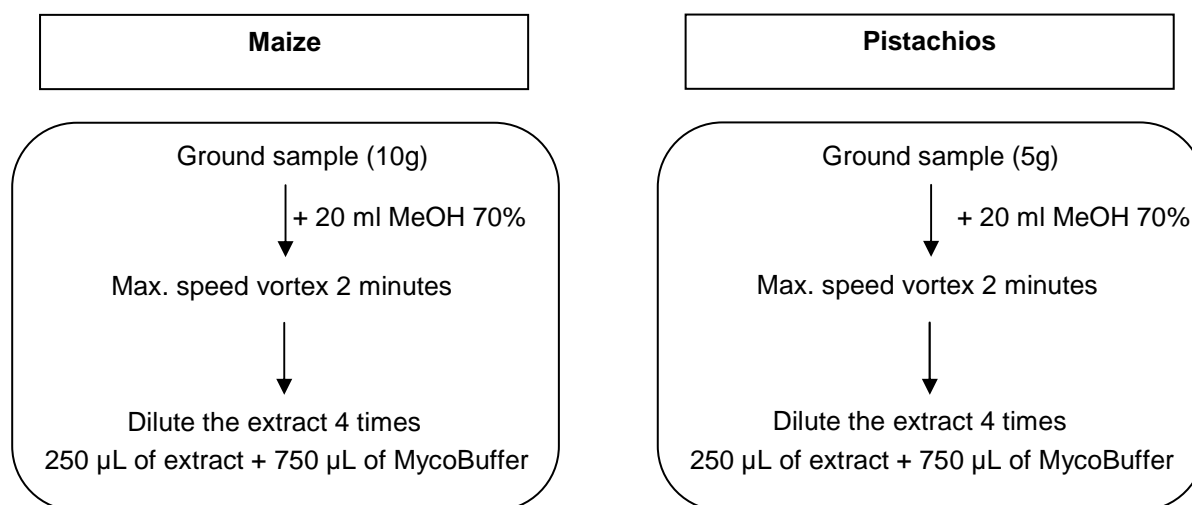 Maize
Ground sample (10g)
+ 20 ml MeOH 70%
Max. speed vortex 2 minutes
Dilute the extract 4 times
250 µL of extract + 750 µL of MycoBuffer
Pistachios
Ground sample (5g)
+ 20 ml MeOH 70%
Max. speed vortex 2 minutes
Dilute the extract 4 times
250 µL of extract + 750 µL of MycoBuffer